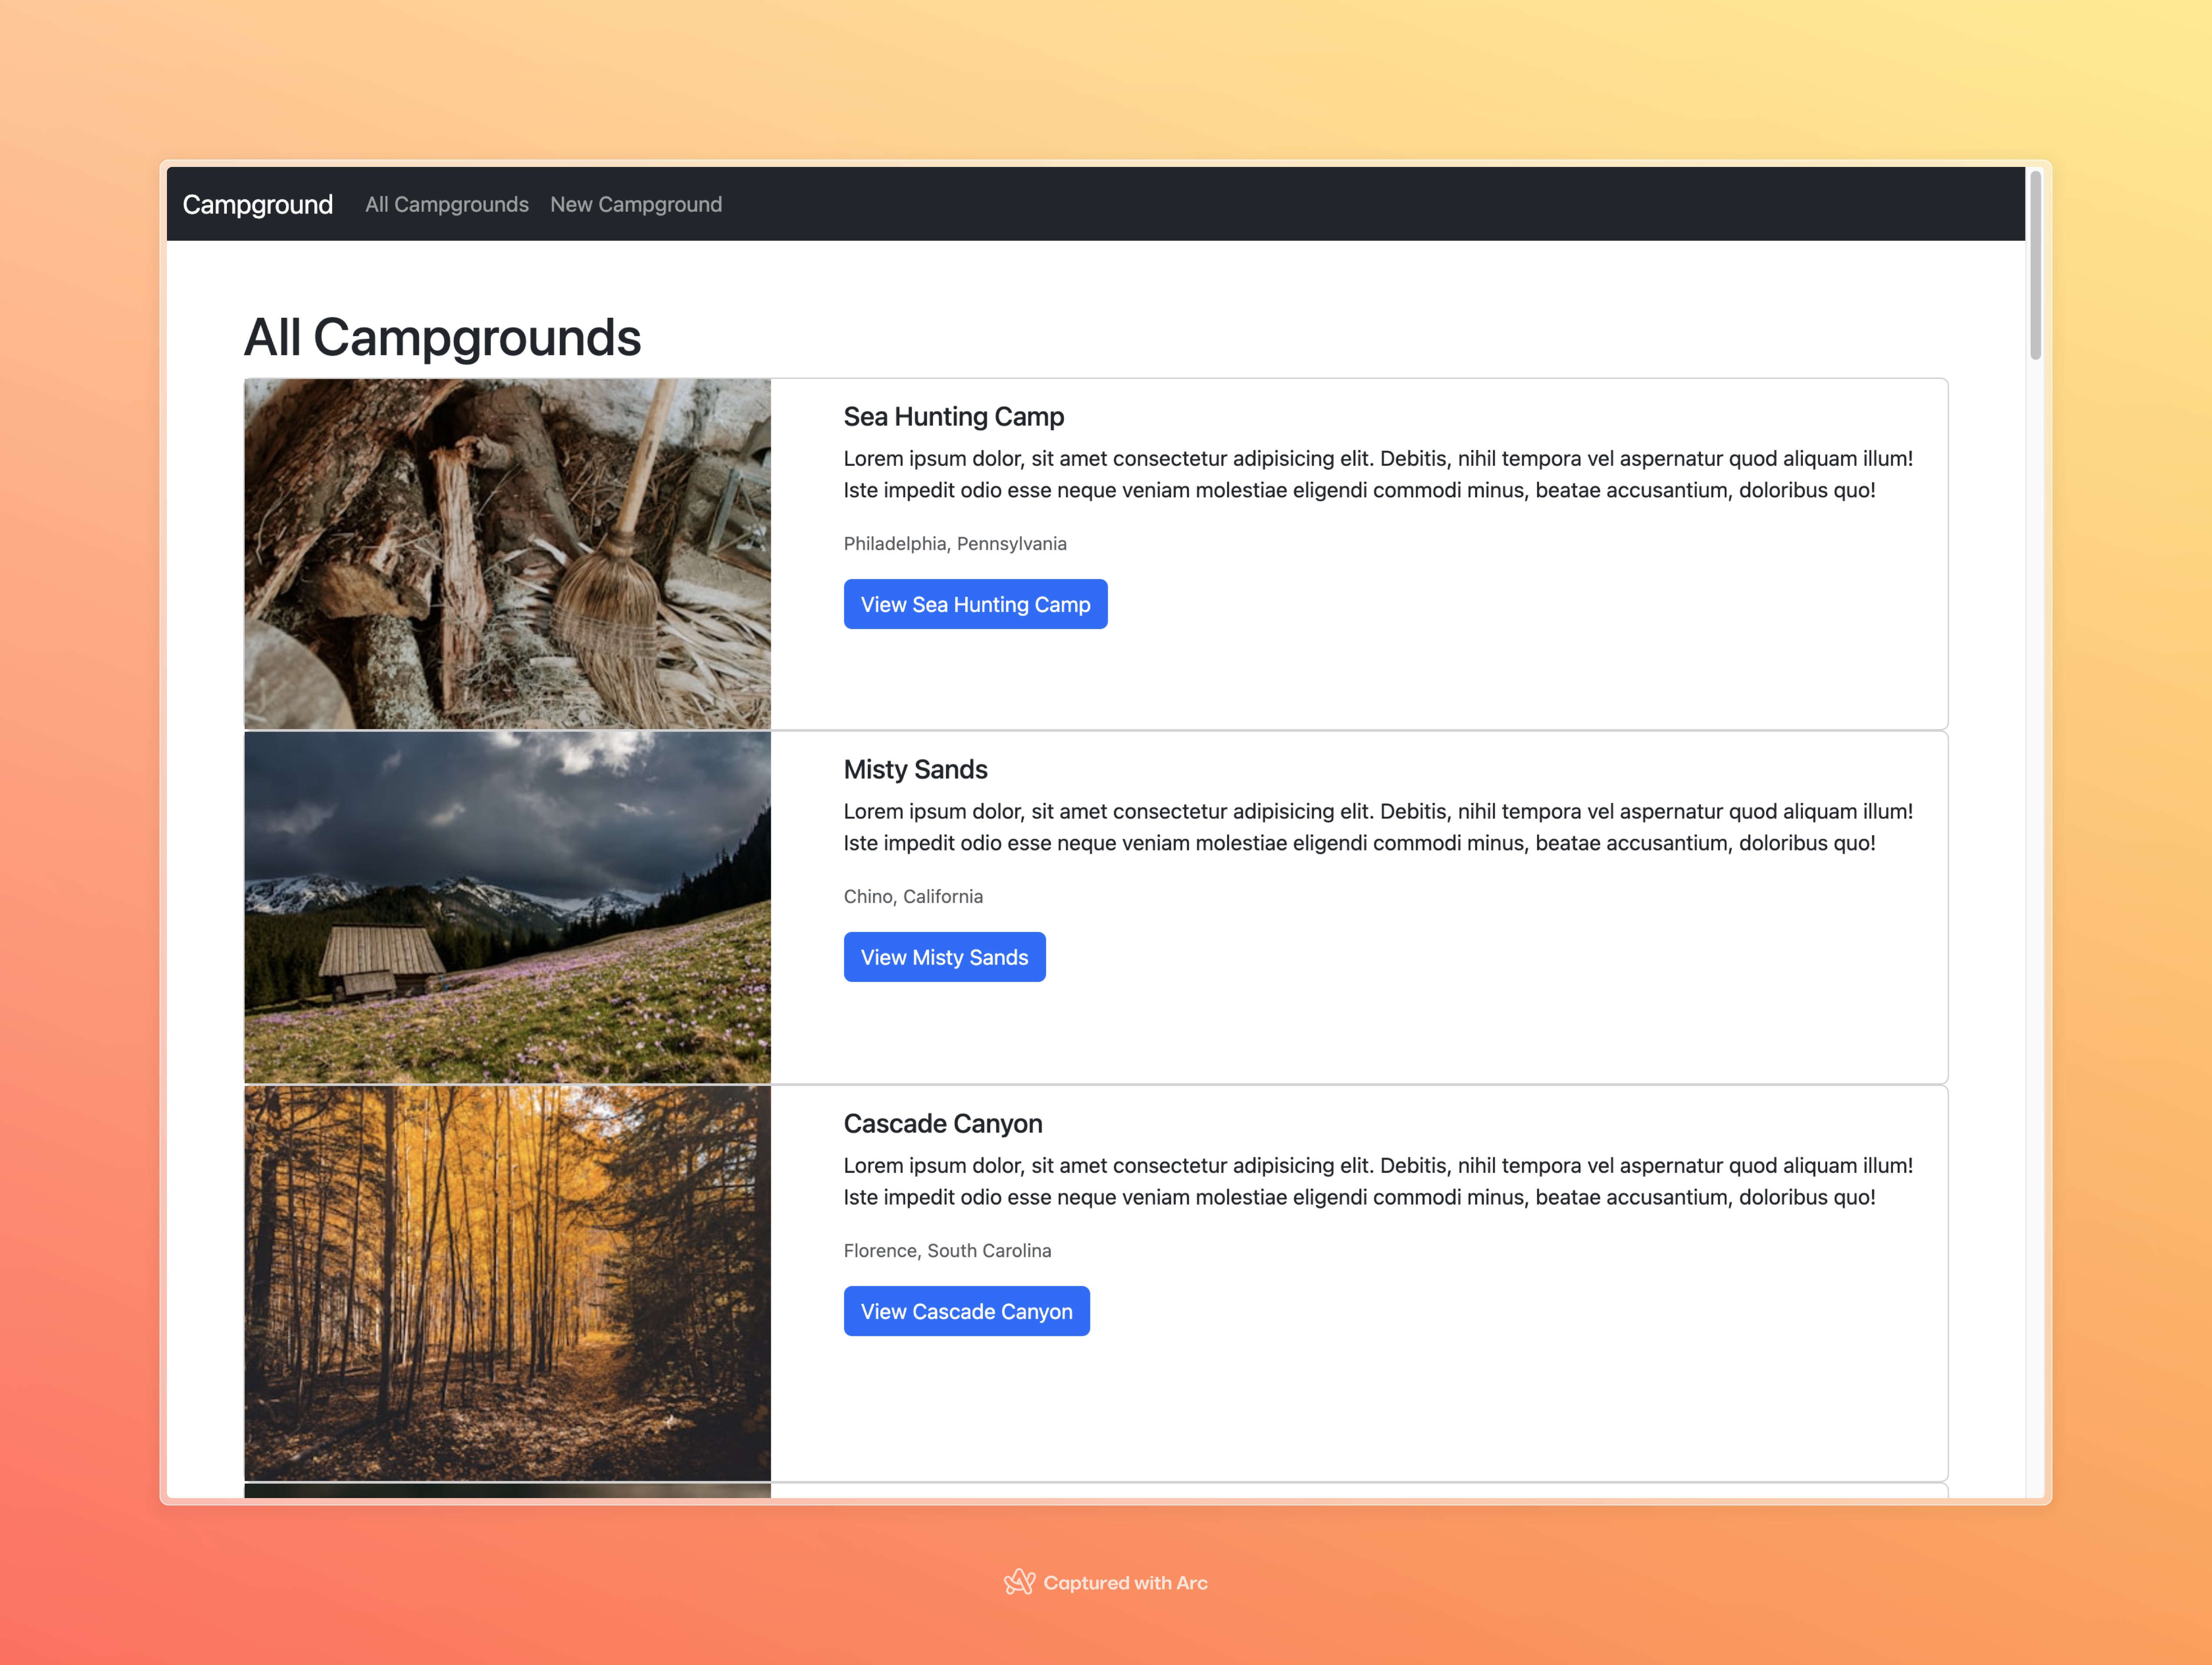 Campground All Campgrounds New Campground
All Campgrounds
Sea Hunting Camp
Lorem ipsum dolor, sit amet consectetur adipisicing elit. Debitis, nihil tempora vel aspernatur quod aliquam illum!
Iste impedit odio esse neque veniam molestiae eligendi commodi minus, beatae accusantium, doloribus quo!
Philadelphia, Pennsylvania
View Sea Hunting Camp
Misty Sands
Lorem ipsum dolor, sit amet consectetur adipisicing elit. Debitis, nihil tempora vel aspernatur quod aliquam illum!
Iste impedit odio esse neque veniam molestiae eligendi commodi minus, beatae accusantium, doloribus quo!
Chino, California
View Misty Sands
Cascade Canyon
Lorem ipsum dolor, sit amet consectetur adipisicing elit. Debitis, nihil tempora vel aspernatur quod aliquam illum!
Iste impedit odio esse neque veniam molestiae eligendi commodi minus, beatae accusantium, doloribus quo!
Florence, South Carolina
View Cascade Canyon
Captured with Arc